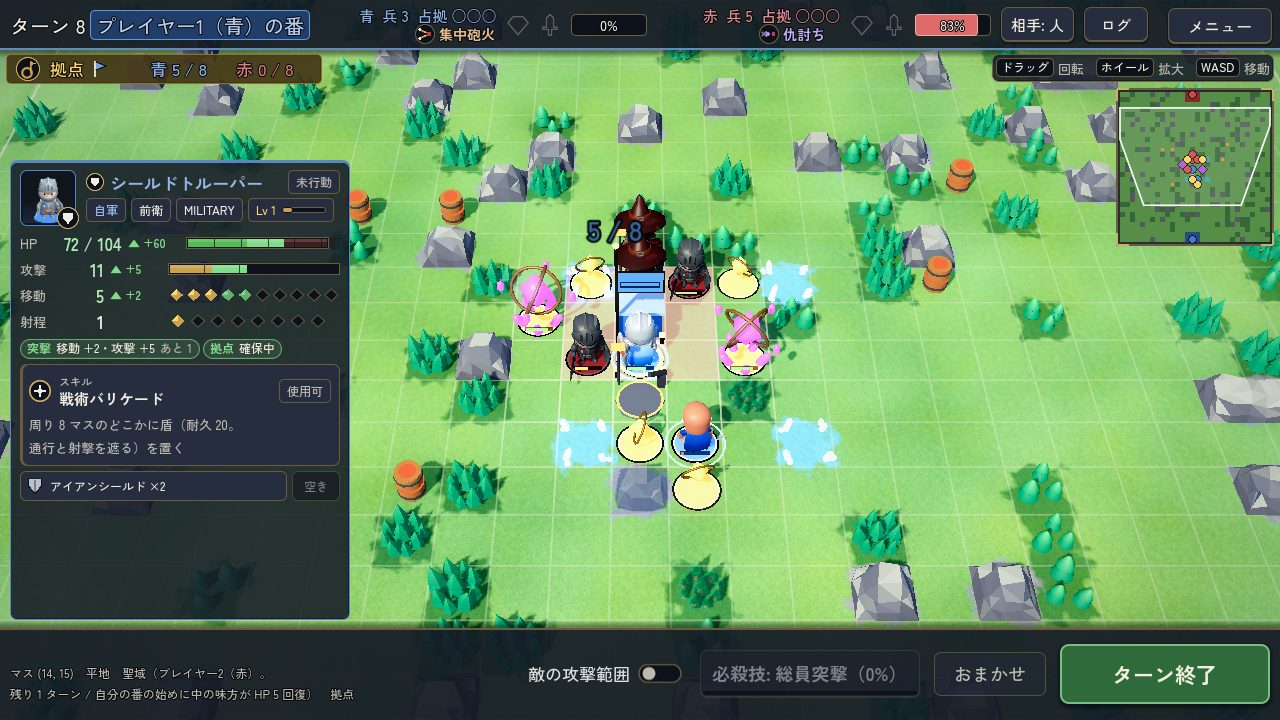 ターン 8 プレイヤー1（青）の番
青 兵 3 占拠 ○○○
集中砲火
0%
赤 兵 5 占拠 ○○○
仇討ち
83%
相手: 人
ログ
メニュー
拠点 青 5 / 8 赤 0 / 8
ドラッグ 回転 ホイール 拡大 WASD 移動
シールドトルーパー 未行動
自軍 前衛 MILITARY Lv 1
HP 72 / 104 ▲ +60
攻撃 11 ▲ +5
移動 5 ▲ +2
射程 1
突撃 移動 +2・攻撃 +5 あと 1 拠点 確保中
スキル
戦術バリケード 使用可
周り 8 マスのどこかに盾（耐久 20。
通行と射撃を遮る）を置く
アイアンシールド ×2 空き
5 / 8
マス (14, 15) 平地 聖域（プレイヤー2（赤）。
残り 1 ターン / 自分の番の始めに中の味方が HP 5 回復） 拠点
敵の攻撃範囲
必殺技: 総員突撃（0%）
おまかせ
ターン終了